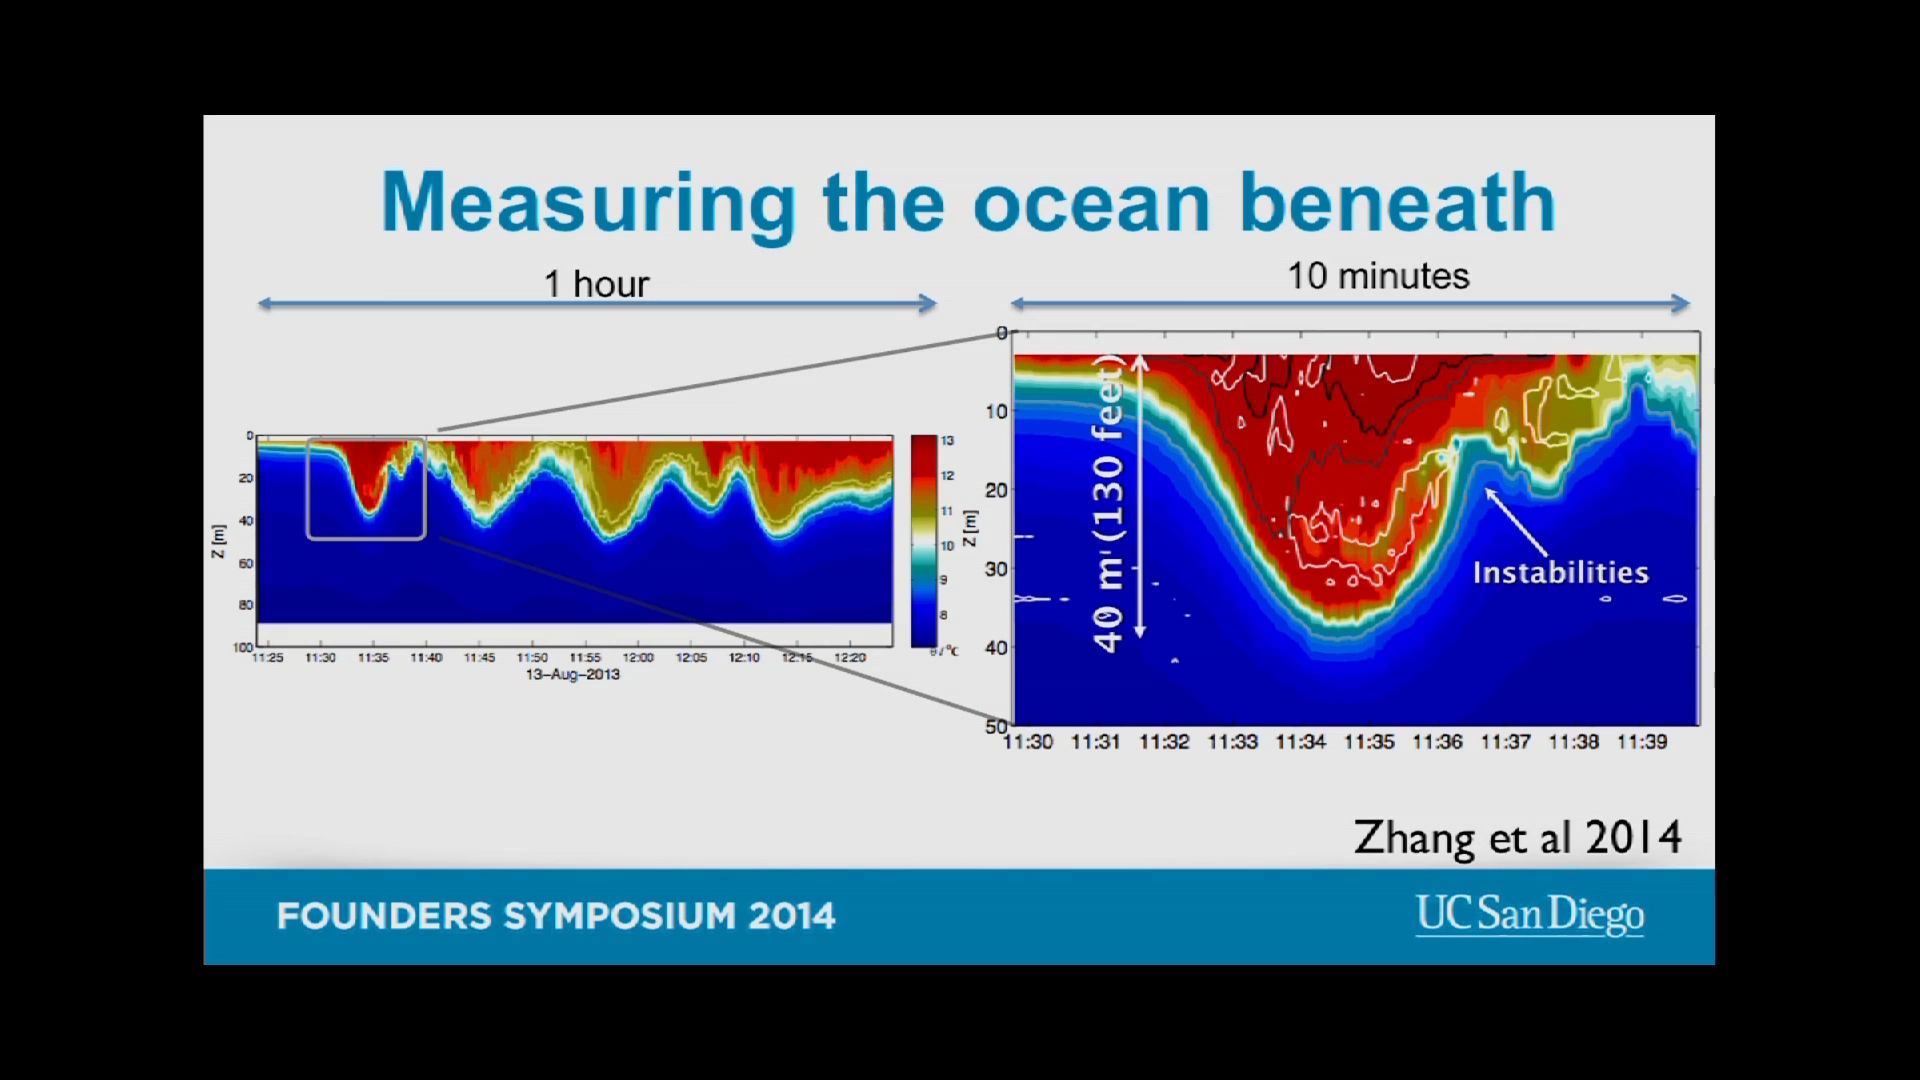 Measuring the ocean beneath
1 hour
10 minutes
0
20
40
60
80
100
Z [m]
11:25 11:30 11:35 11:40 11:45 11:50 11:55 12:00 12:05 12:10 12:15 12:20
13-Aug-2013
13
12
11
10
9
8
θ / °C
Z [m]
0
10
20
30
40
50
40 m (130 feet)
Instabilities
11:30 11:31 11:32 11:33 11:34 11:35 11:36 11:37 11:38 11:39
Zhang et al 2014
FOUNDERS SYMPOSIUM 2014
UC San Diego